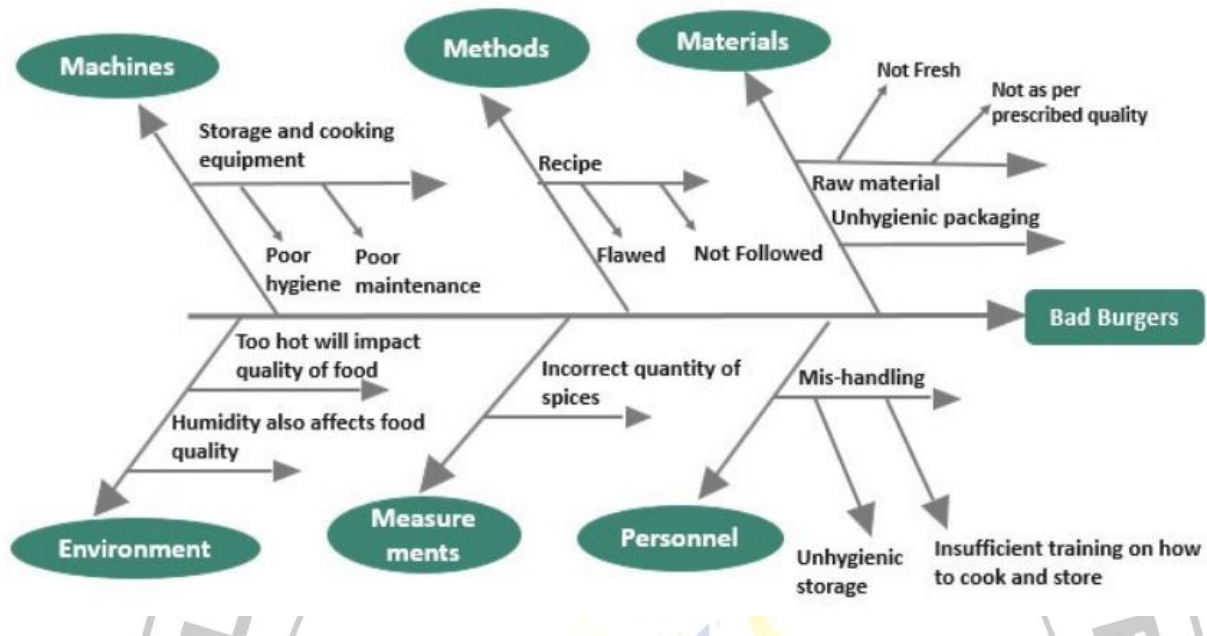 Machines
Methods
Materials
Storage and cooking
equipment
Poor
hygiene
Poor
maintenance
Recipe
Flawed
Not Followed
Not Fresh
Not as per
prescribed quality
Raw material
Unhygienic packaging
Bad Burgers
Too hot will impact
quality of food
Humidity also affects food
quality
Environment
Incorrect quantity of
spices
Measure
ments
Mis-handling
Personnel
Unhygienic
storage
Insufficient training on how
to cook and store